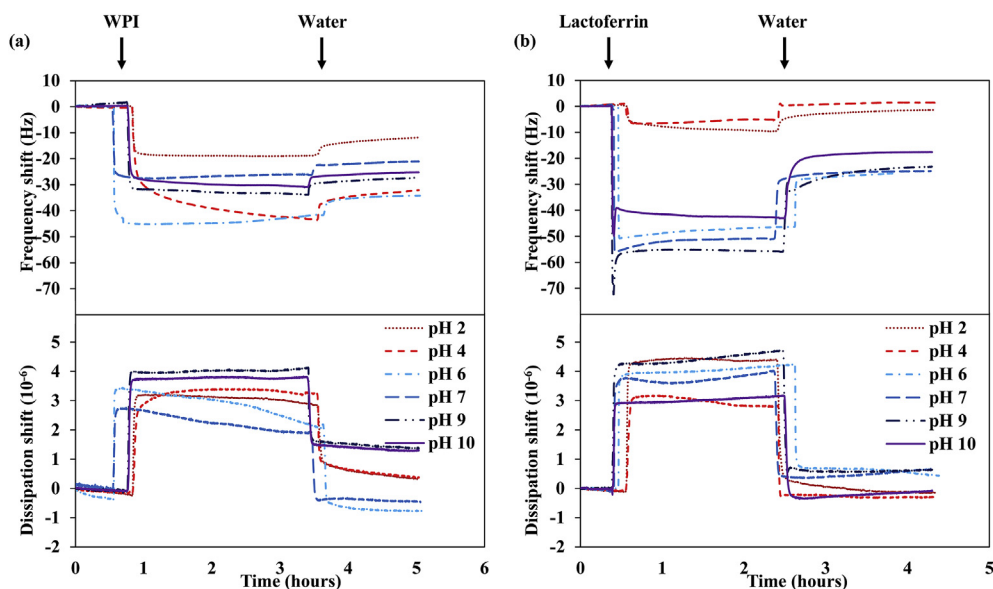 WPI Water
(a)
10
0
-10
-20
-30
-40
-50
-60
-70
Frequency shift (Hz)
5
4
3
2
1
0
-1
-2
Dissipation shift (10⁻⁶)
pH 2
pH 4
pH 6
pH 7
pH 9
pH 10
0 1 2 3 4 5 6
Time (hours)
Lactoferrin Water
(b)
10
0
-10
-20
-30
-40
-50
-60
-70
Frequency shift (Hz)
5
4
3
2
1
0
-1
-2
Dissipation shift (10⁻⁶)
pH 2
pH 4
pH 6
pH 7
pH 9
pH 10
0 1 2 3 4 5
Time (hours)